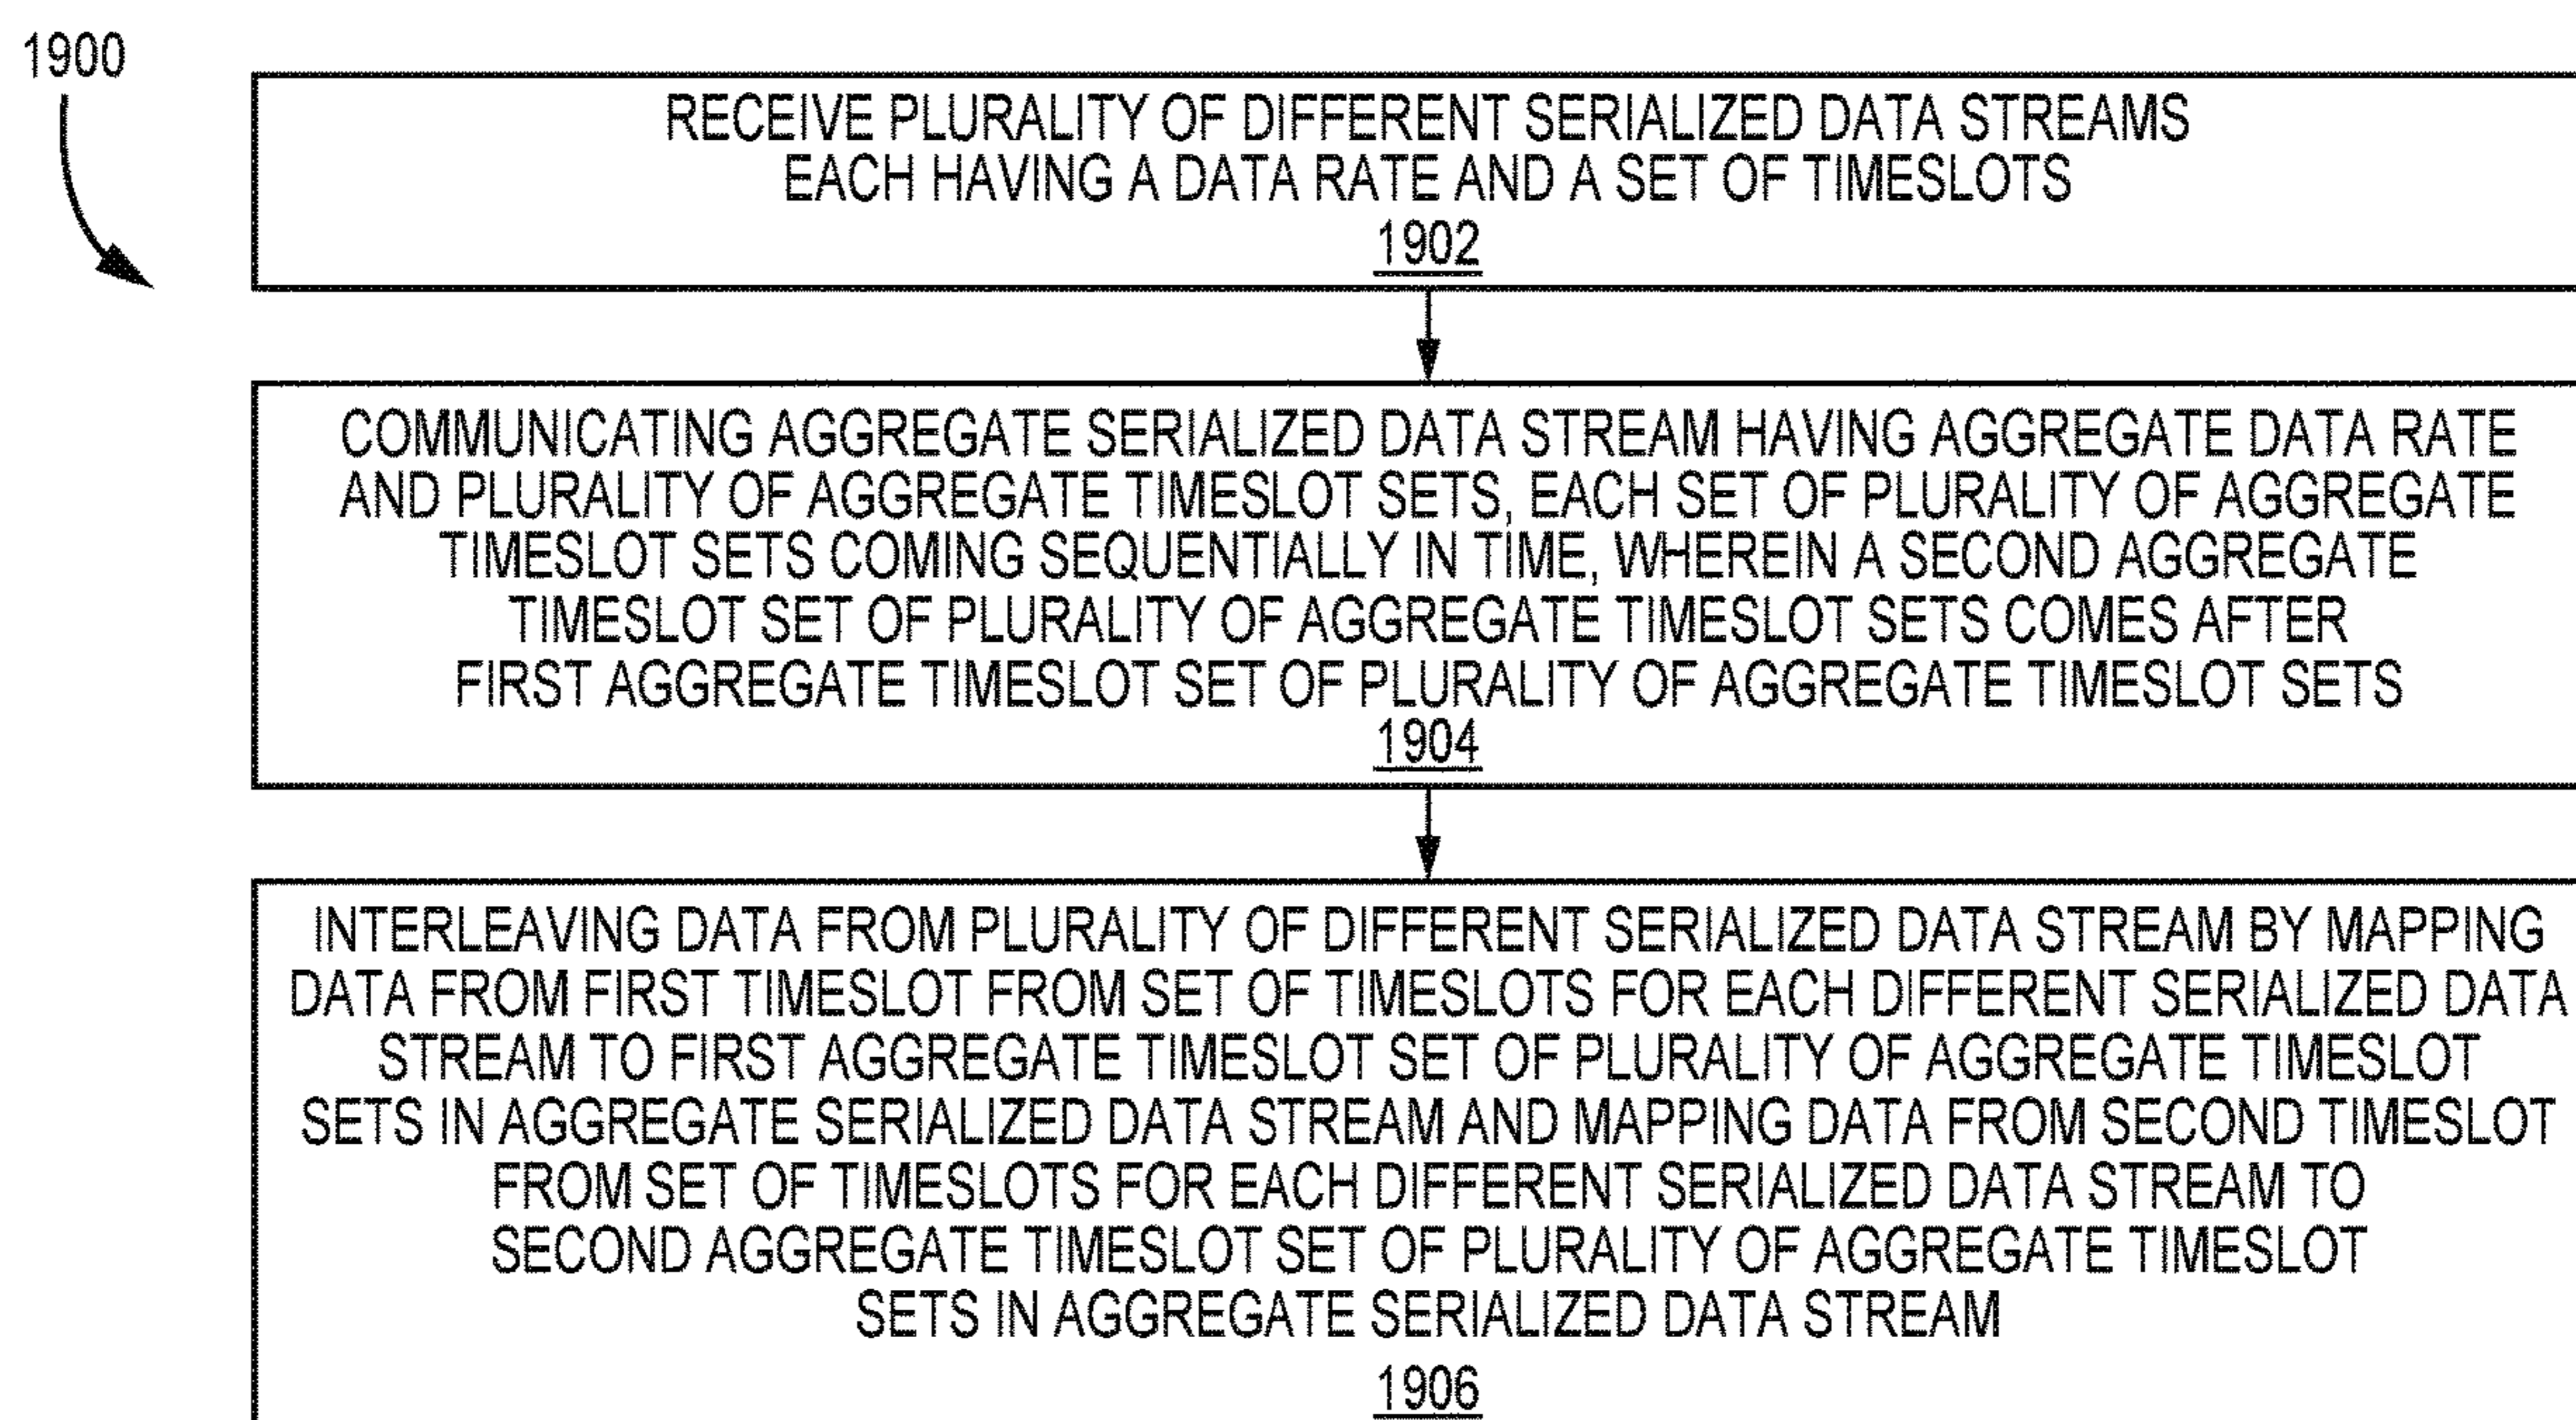 1900
RECEIVE PLURALITY OF DIFFERENT SERIALIZED DATA STREAMS
EACH HAVING A DATA RATE AND A SET OF TIMESLOTS
1902
COMMUNICATING AGGREGATE SERIALIZED DATA STREAM HAVING AGGREGATE DATA RATE
AND PLURALITY OF AGGREGATE TIMESLOT SETS, EACH SET OF PLURALITY OF AGGREGATE
TIMESLOT SETS COMING SEQUENTIALLY IN TIME, WHEREIN A SECOND AGGREGATE
TIMESLOT SET OF PLURALITY OF AGGREGATE TIMESLOT SETS COMES AFTER
FIRST AGGREGATE TIMESLOT SET OF PLURALITY OF AGGREGATE TIMESLOT SETS
1904
INTERLEAVING DATA FROM PLURALITY OF DIFFERENT SERIALIZED DATA STREAM BY MAPPING
DATA FROM FIRST TIMESLOT FROM SET OF TIMESLOTS FOR EACH DIFFERENT SERIALIZED DATA
STREAM TO FIRST AGGREGATE TIMESLOT SET OF PLURALITY OF AGGREGATE TIMESLOT
SETS IN AGGREGATE SERIALIZED DATA STREAM AND MAPPING DATA FROM SECOND TIMESLOT
FROM SET OF TIMESLOTS FOR EACH DIFFERENT SERIALIZED DATA STREAM TO
SECOND AGGREGATE TIMESLOT SET OF PLURALITY OF AGGREGATE TIMESLOT
SETS IN AGGREGATE SERIALIZED DATA STREAM
1906